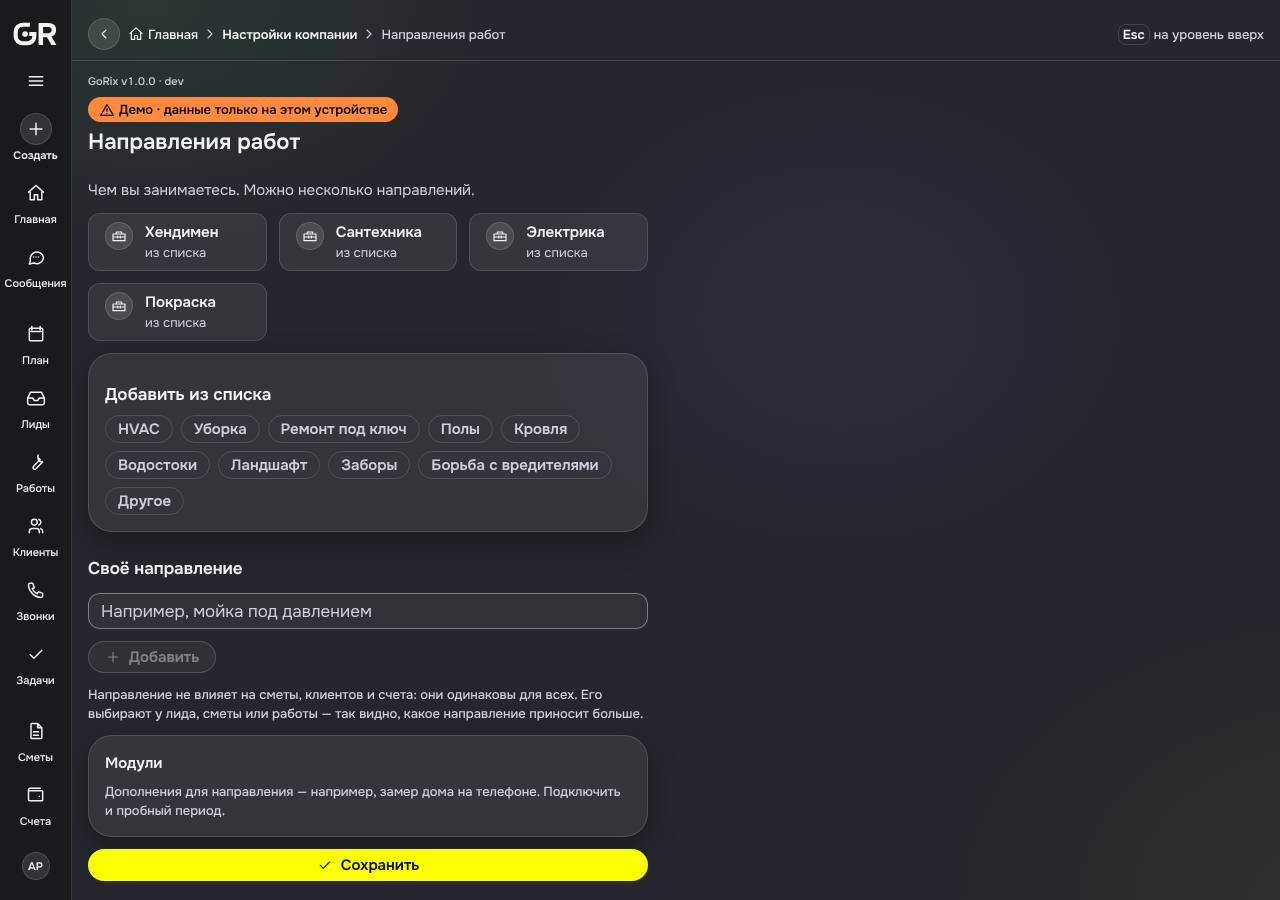 GR
Главная
Настройки компании
Направления работ
Esc на уровень вверх
GoRix v1.0.0 · dev
Демо · данные только на этом устройстве
Направления работ
Чем вы занимаетесь. Можно несколько направлений.
Хендимен
из списка
Сантехника
из списка
Электрика
из списка
Покраска
из списка
Добавить из списка
HVAC
Уборка
Ремонт под ключ
Полы
Кровля
Водостоки
Ландшафт
Заборы
Борьба с вредителями
Другое
Своё направление
Например, мойка под давлением
Добавить
Направление не влияет на сметы, клиентов и счета: они одинаковы для всех. Его
выбирают у лида, сметы или работы — так видно, какое направление приносит больше.
Модули
Дополнения для направления — например, замер дома на телефоне. Подключить
и пробный период.
Сохранить
Создать
Главная
Сообщения
План
Лиды
Работы
Клиенты
Звонки
Задачи
Сметы
Счета
AP